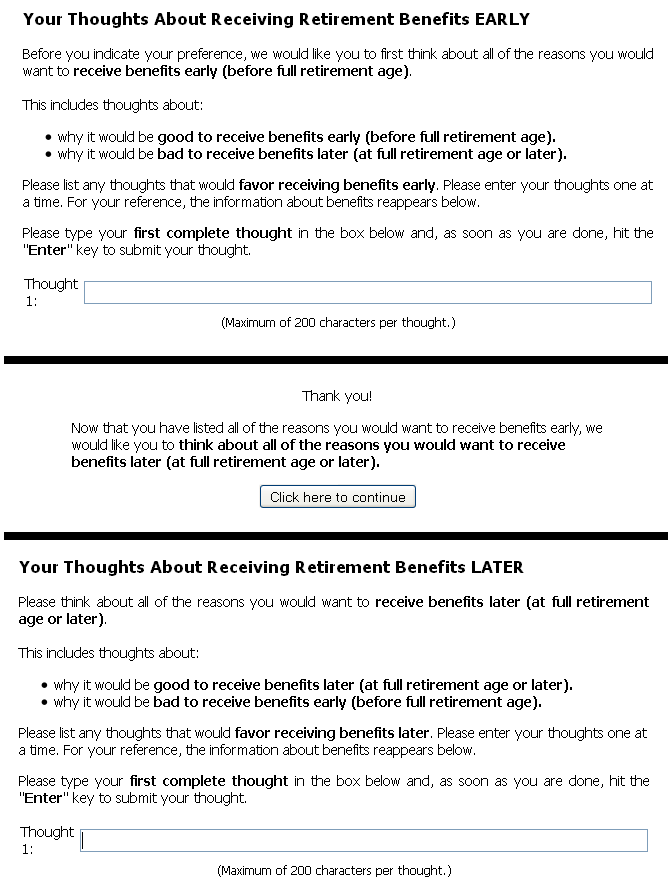 Your Thoughts About Receiving Retirement Benefits EARLY
Before you indicate your preference, we would like you to first think about all of the reasons you would
want to receive benefits early (before full retirement age).
This includes thoughts about:
• why it would be good to receive benefits early (before full retirement age).
• why it would be bad to receive benefits later (at full retirement age or later).
Please list any thoughts that would favor receiving benefits early. Please enter your thoughts one at
a time. For your reference, the information about benefits reappears below.
Please type your first complete thought in the box below and, as soon as you are done, hit the
"Enter" key to submit your thought.
Thought
1:
(Maximum of 200 characters per thought.)
Thank you!
Now that you have listed all of the reasons you would want to receive benefits early, we
would like you to think about all of the reasons you would want to receive
benefits later (at full retirement age or later).
Click here to continue
Your Thoughts About Receiving Retirement Benefits LATER
Please think about all of the reasons you would want to receive benefits later (at full retirement
age or later).
This includes thoughts about:
• why it would be good to receive benefits later (at full retirement age or later).
• why it would be bad to receive benefits early (before full retirement age).
Please list any thoughts that would favor receiving benefits later. Please enter your thoughts one at
a time. For your reference, the information about benefits reappears below.
Please type your first complete thought in the box below and, as soon as you are done, hit the
"Enter" key to submit your thought.
Thought
1:
(Maximum of 200 characters per thought.)